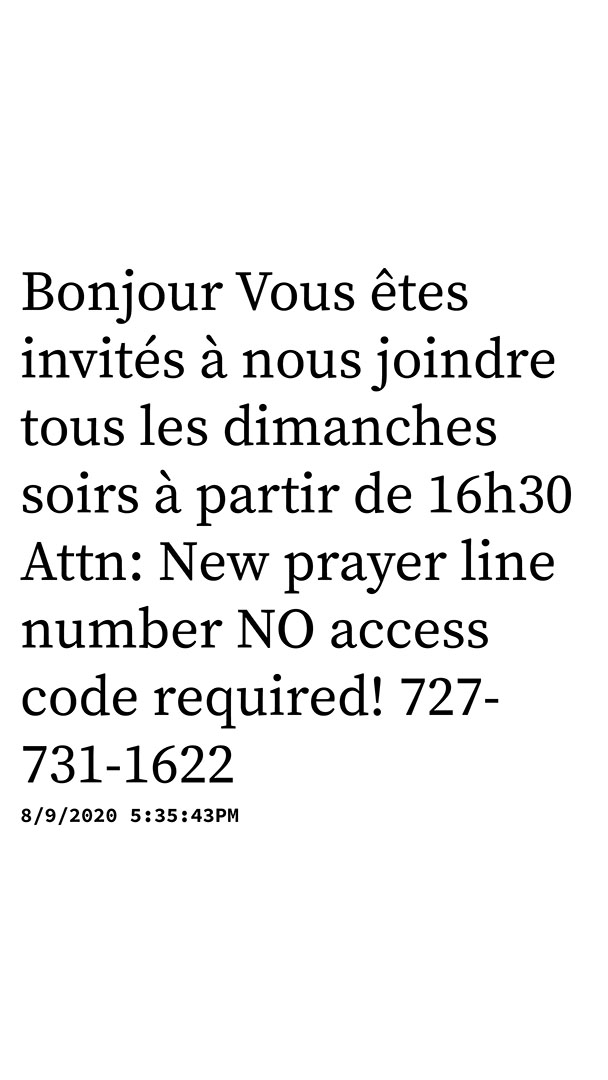 Bonjour Vous êtes
invités à nous joindre
tous les dimanches
soirs à partir de 16h30
Attn: New prayer line
number NO access
code required! 727-
731-1622
8/9/2020 5:35:43PM